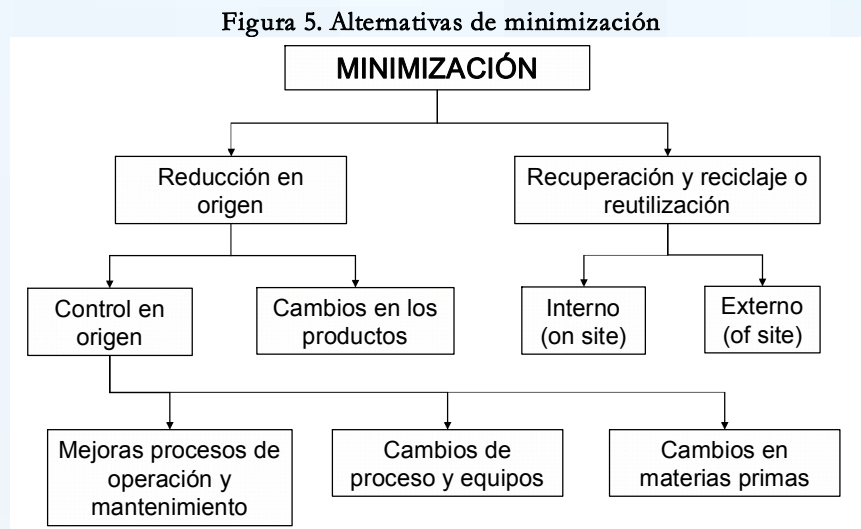 Figura 5. Alternativas de minimización
MINIMIZACIÓN
Reducción en
origen
Recuperación y reciclaje o
reutilización
Control en
origen
Cambios en los
productos
Interno
(on site)
Externo
(of site)
Mejoras procesos de
operación y
mantenimiento
Cambios de
proceso y equipos
Cambios en
materias primas